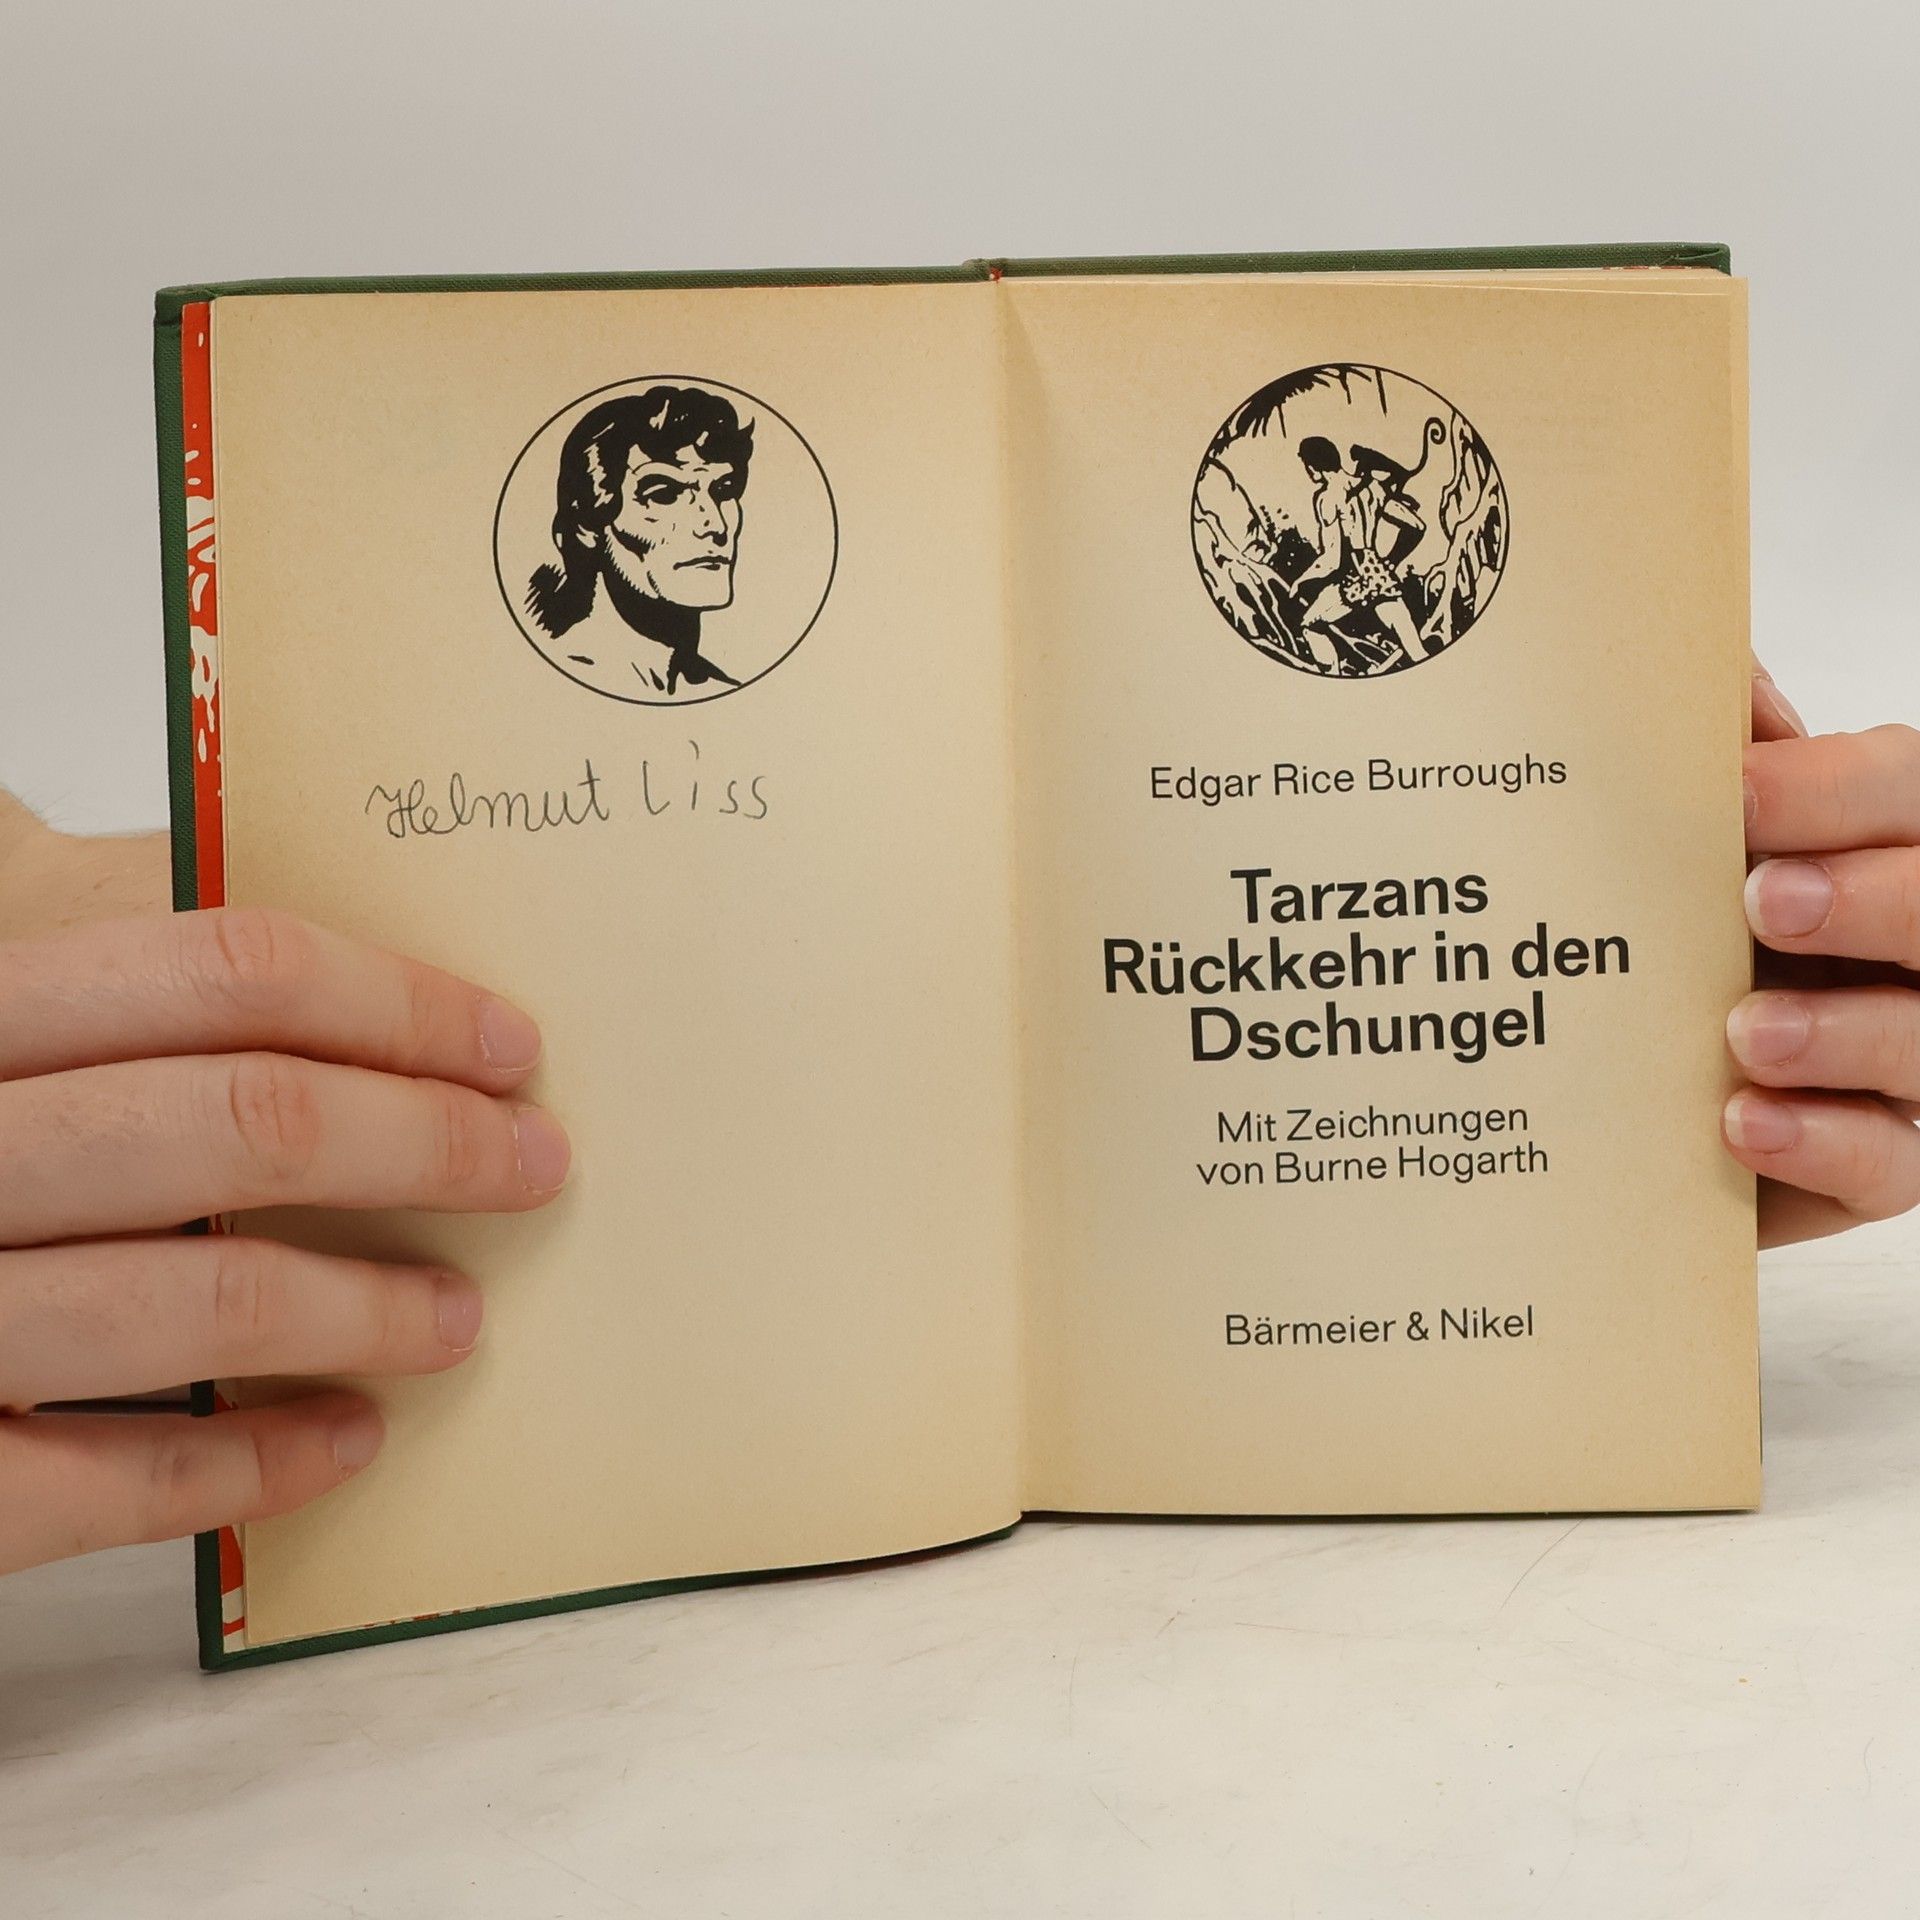 Helmut Liss
Edgar Rice Burroughs
Tarzans
Rückkehr in den
Dschungel
Mit Zeichnungen
von Burne Hogarth
Bärmeier & Nikel